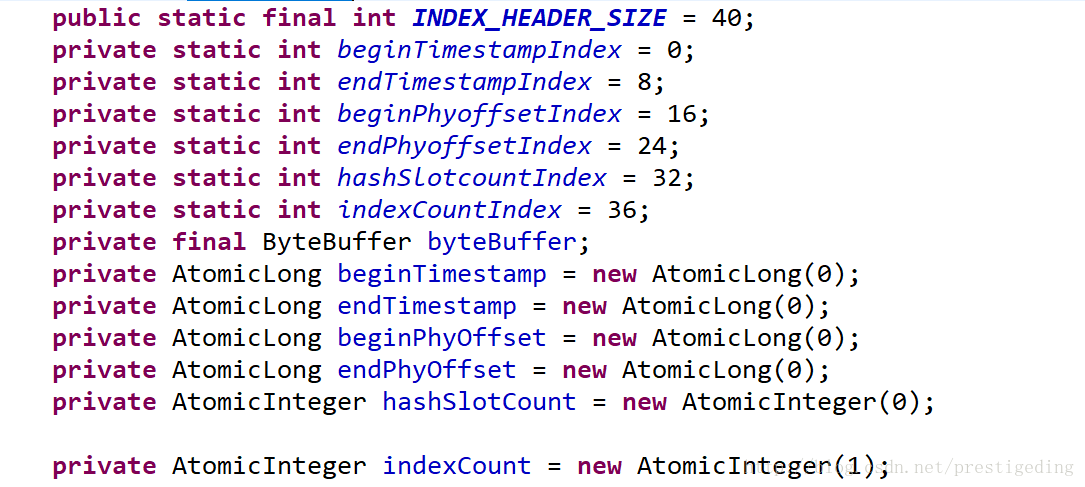 public static final int INDEX_HEADER_SIZE = 40;
private static int beginTimestampIndex = 0;
private static int endTimestampIndex = 8;
private static int beginPhyoffsetIndex = 16;
private static int endPhyoffsetIndex = 24;
private static int hashSlotcountIndex = 32;
private static int indexCountIndex = 36;
private final ByteBuffer byteBuffer;
private AtomicLong beginTimestamp = new AtomicLong(0);
private AtomicLong endTimestamp = new AtomicLong(0);
private AtomicLong beginPhyOffset = new AtomicLong(0);
private AtomicLong endPhyOffset = new AtomicLong(0);
private AtomicInteger hashSlotCount = new AtomicInteger(0);
private AtomicInteger indexCount = new AtomicInteger(1);
blog.csdn.net/prestigeding